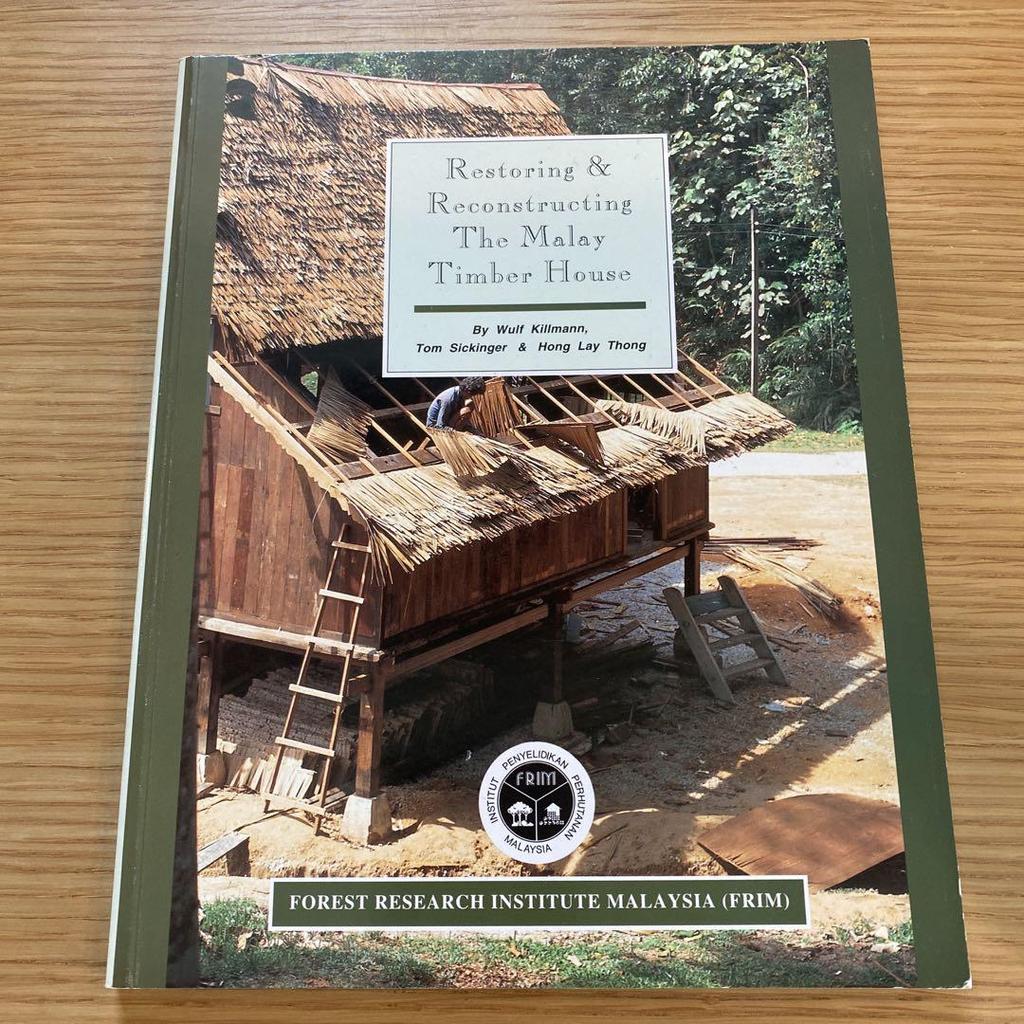 Restoring &
Reconstructing
The Malay
Timber House
By Wulf Killmann,
Tom Sickinger & Hong Lay Thong
INSTITUT PENYELIDIKAN PERHUTANAN
MALAYSIA
FRIM
FOREST RESEARCH INSTITUTE MALAYSIA (FRIM)